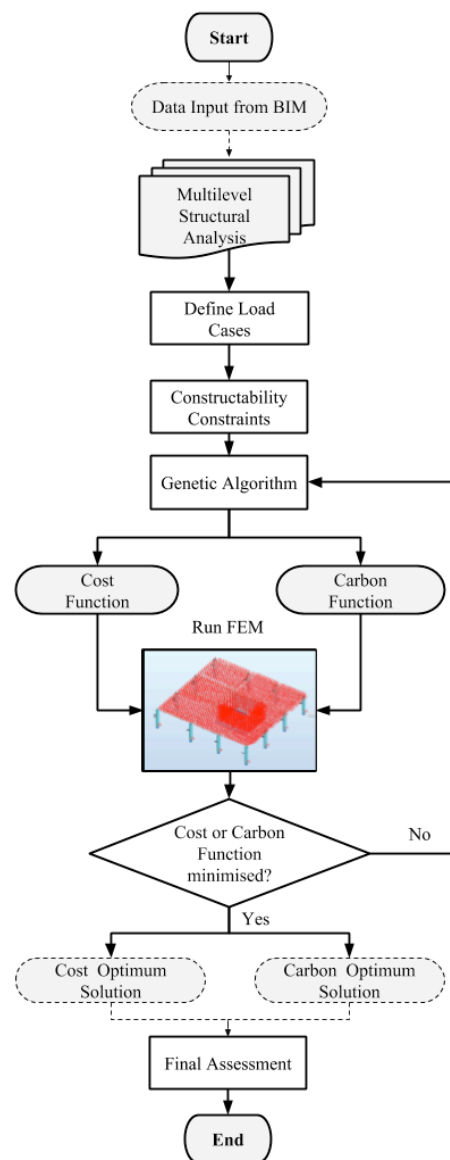 Start
Data Input from BIM
Multilevel
Structural
Analysis
Define Load
Cases
Constructability
Constraints
Genetic Algorithm
Cost
Function
Carbon
Function
Run FEM
Cost or Carbon
Function
minimised?
No
Yes
Cost Optimum
Solution
Carbon Optimum
Solution
Final Assessment
End